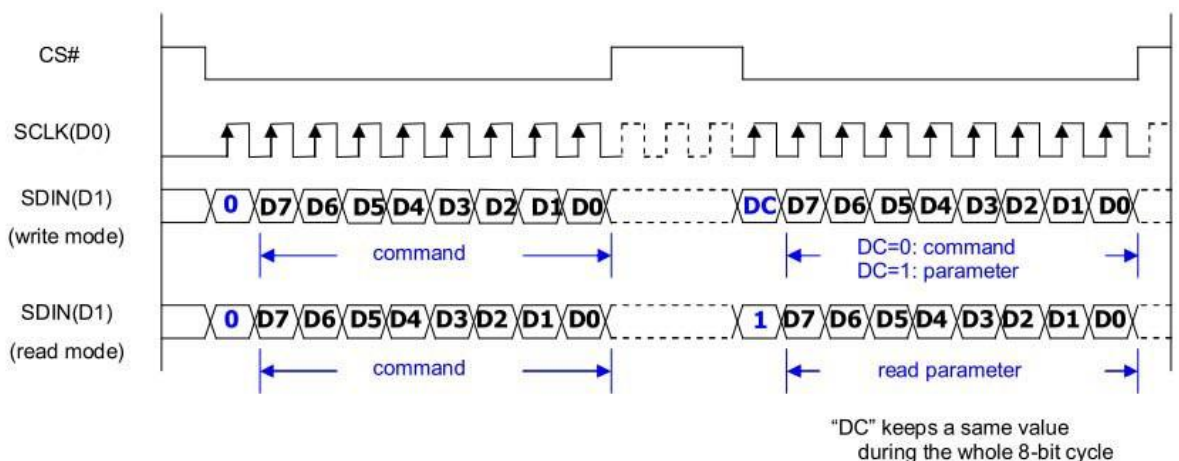 CS#
SCLK(D0)
SDIN(D1)
(write mode)
0 D7 D6 D5 D4 D3 D2 D1 D0 DC D7 D6 D5 D4 D3 D2 D1 D0
command
DC=0: command
DC=1: parameter
SDIN(D1)
(read mode)
0 D7 D6 D5 D4 D3 D2 D1 D0 1 D7 D6 D5 D4 D3 D2 D1 D0
command
read parameter
“DC” keeps a same value
during the whole 8-bit cycle